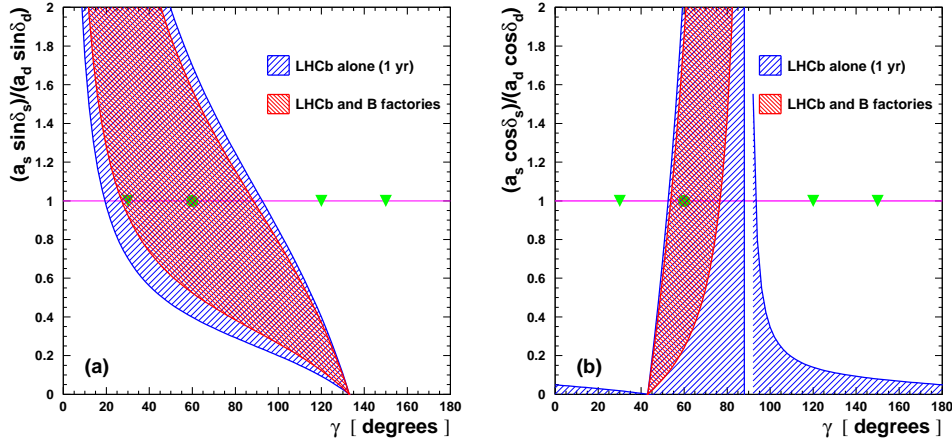 (a_s sinδ_s)/(a_d sinδ_d)
2
1.8
1.6
1.4
1.2
1
0.8
0.6
0.4
0.2
0
LHCb alone (1 yr)
LHCb and B factories
(a)
0 20 40 60 80 100 120 140 160 180
γ [ degrees]
(a_s cosδ_s)/(a_d cosδ_d)
2
1.8
1.6
1.4
1.2
1
0.8
0.6
0.4
0.2
0
LHCb alone (1 yr)
LHCb and B factories
(b)
0 20 40 60 80 100 120 140 160 180
γ [ degrees]